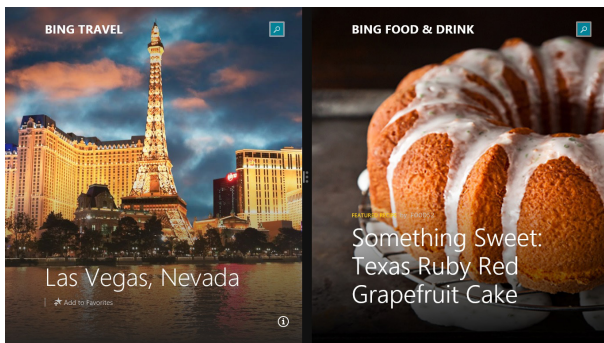 BING TRAVEL
Las Vegas, Nevada
Add to Favorites
BING FOOD & DRINK
Something Sweet:
Texas Ruby Red
Grapefruit Cake